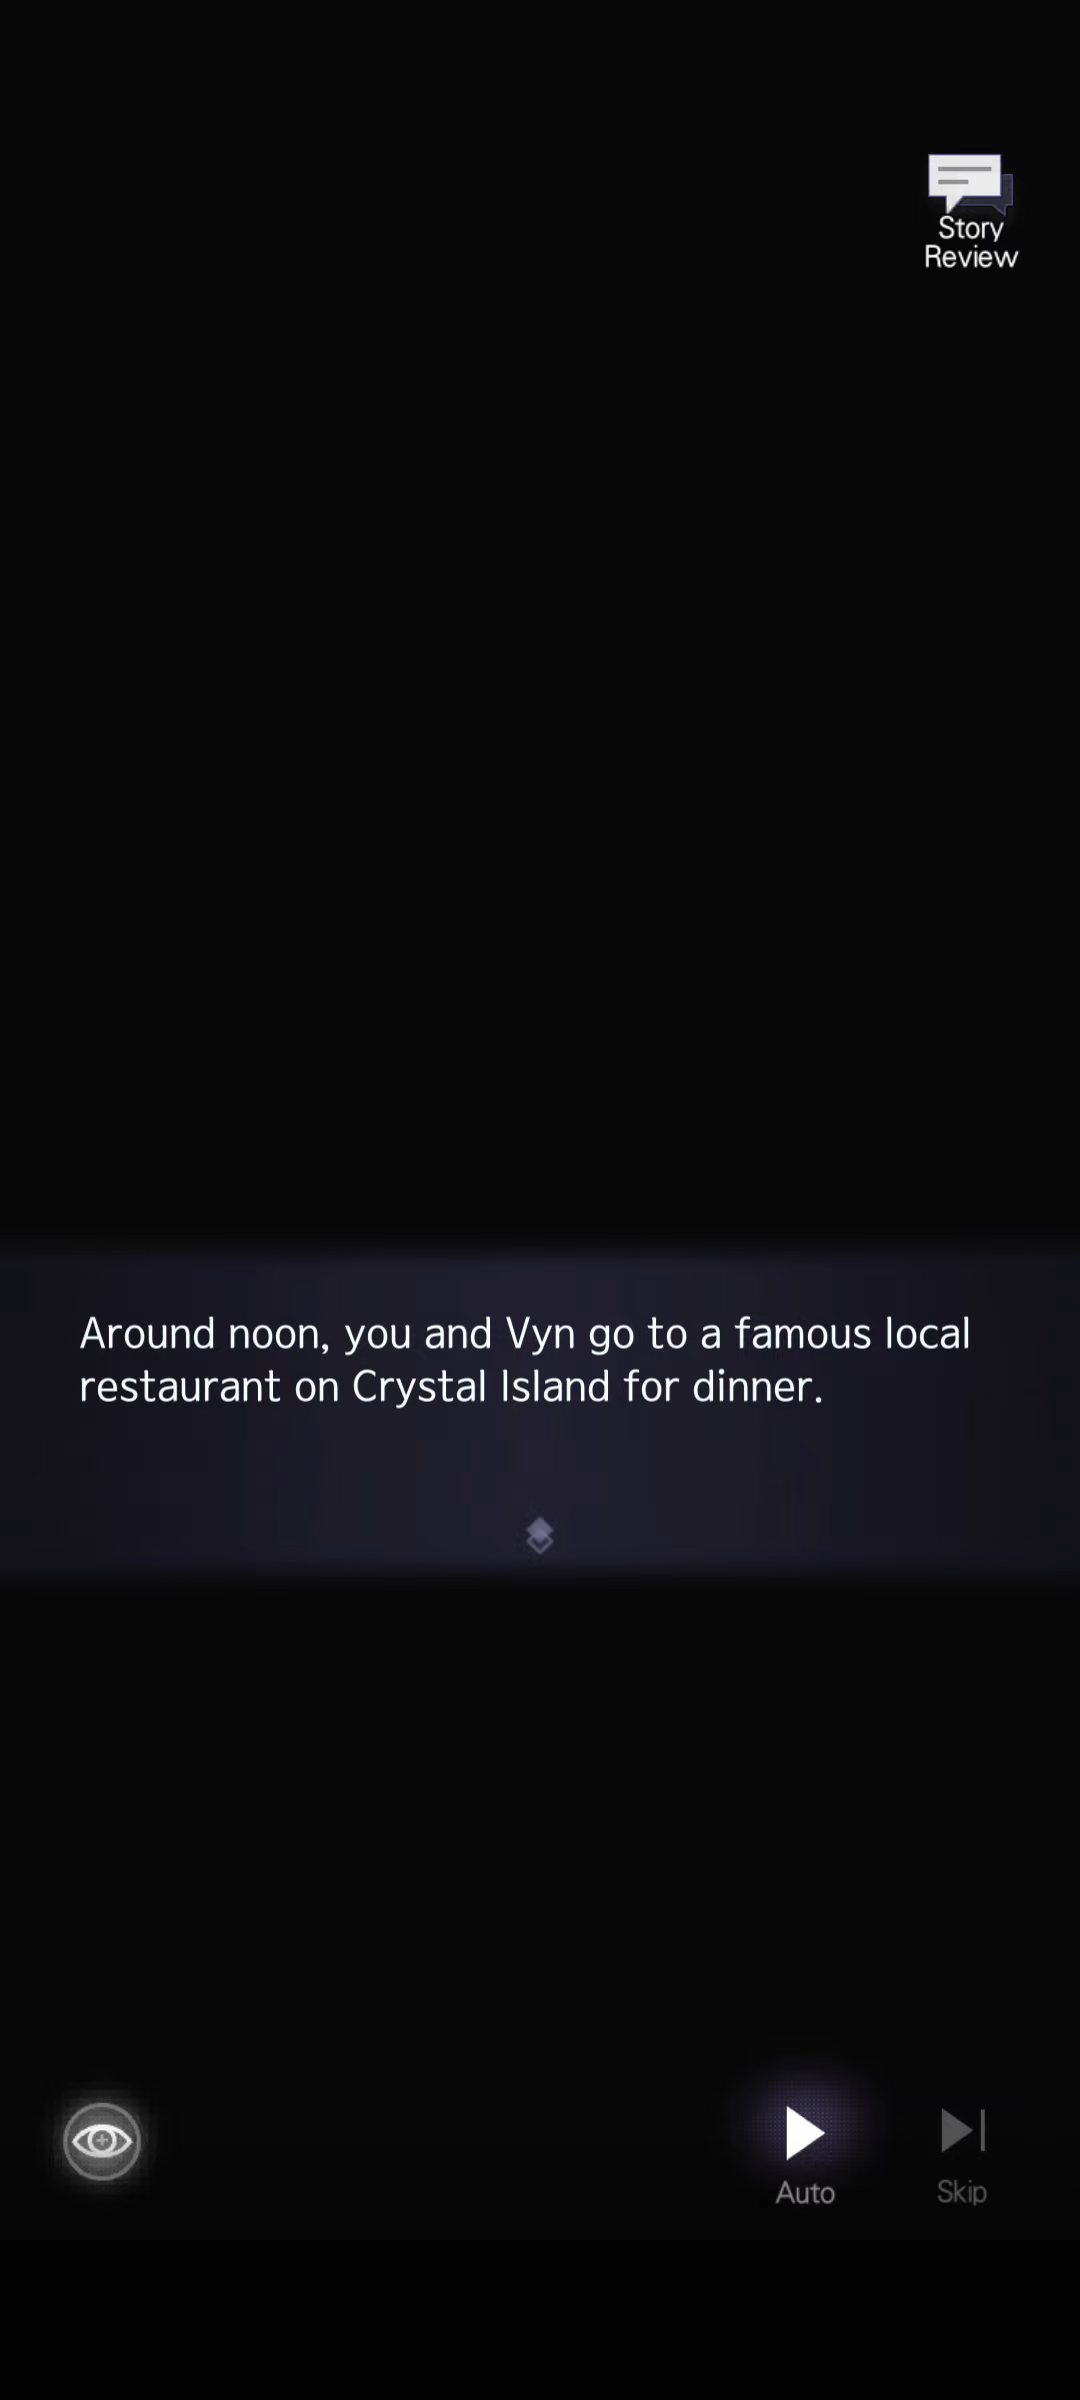 Story
Review
Around noon, you and Vyn go to a famous local
restaurant on Crystal Island for dinner.
Auto
Skip